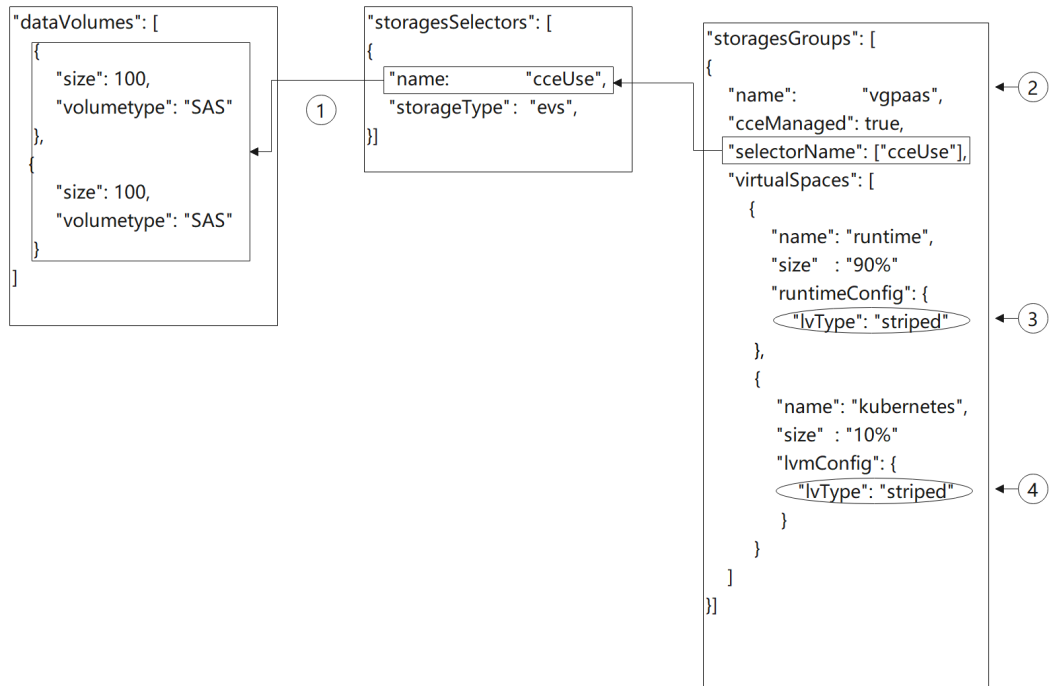 "dataVolumes": [
{
"size": 100,
"volumetype": "SAS"
},
{
"size": 100,
"volumetype": "SAS"
}
]
1
"storagesSelectors": [
{
"name: "cceUse",
"storageType": "evs",
}]
"storagesGroups": [
{
2
"name": "vgpaas",
"cceManaged": true,
"selectorName": ["cceUse"],
"virtualSpaces": [
{
"name": "runtime",
"size" : "90%"
"runtimeConfig": {
"lvType": "striped"
3
},
{
"name": "kubernetes",
"size" : "10%"
"lvmConfig": {
"lvType": "striped"
4
}
}
]
}]